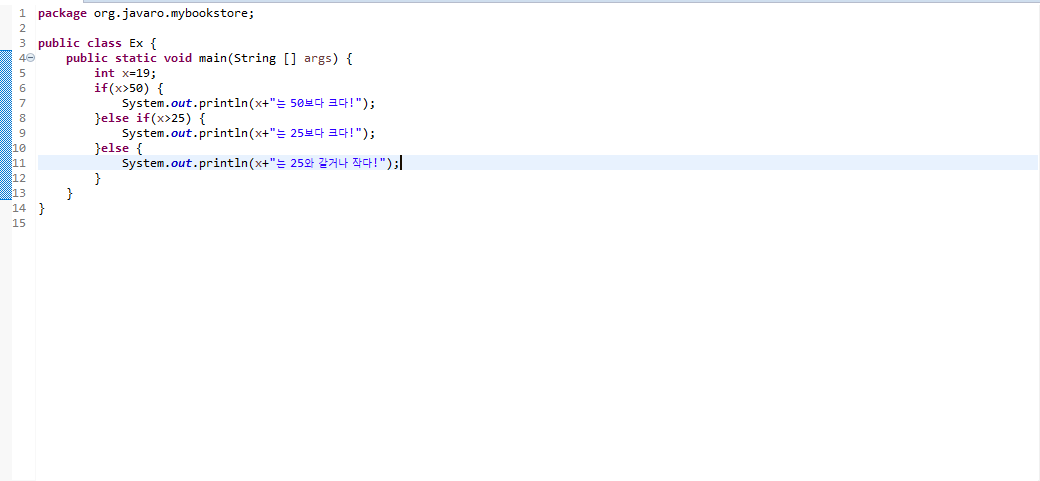 1 package org.javaro.mybookstore;
2
3 public class Ex {
4 public static void main(String [] args) {
5 int x=19;
6 if(x>50) {
7 System.out.println(x+"는 50보다 크다!");
8 }else if(x>25) {
9 System.out.println(x+"는 25보다 크다!");
10 }else {
11 System.out.println(x+"는 25와 같거나 작다!");
12 }
13 }
14 }
15